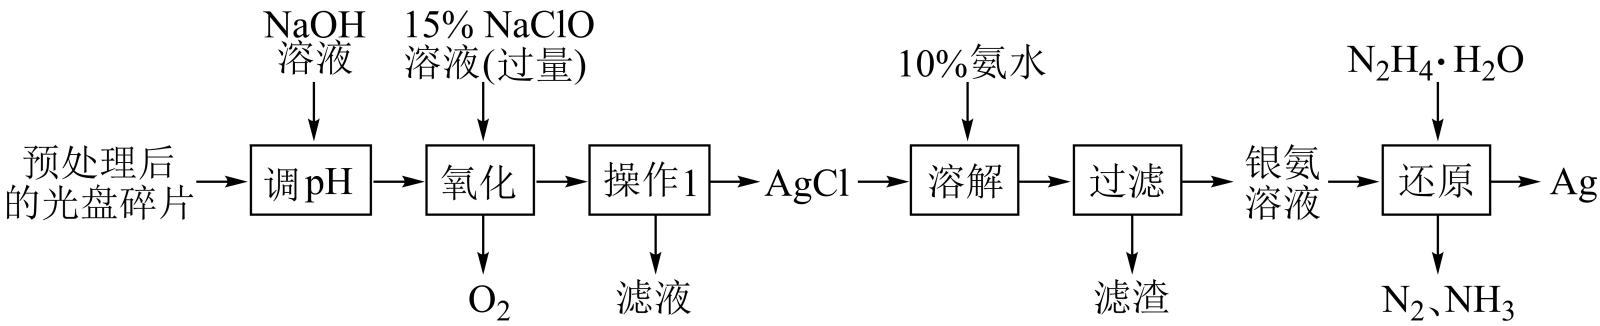 NaOH
溶液
15% NaClO
溶液(过量)
10%氨水
N₂H₄·H₂O
预处理后
的光盘碎片
调pH
氧化
操作1
AgCl
溶解
过滤
银氨
溶液
还原
Ag
O₂
滤液
滤渣
N₂、NH₃